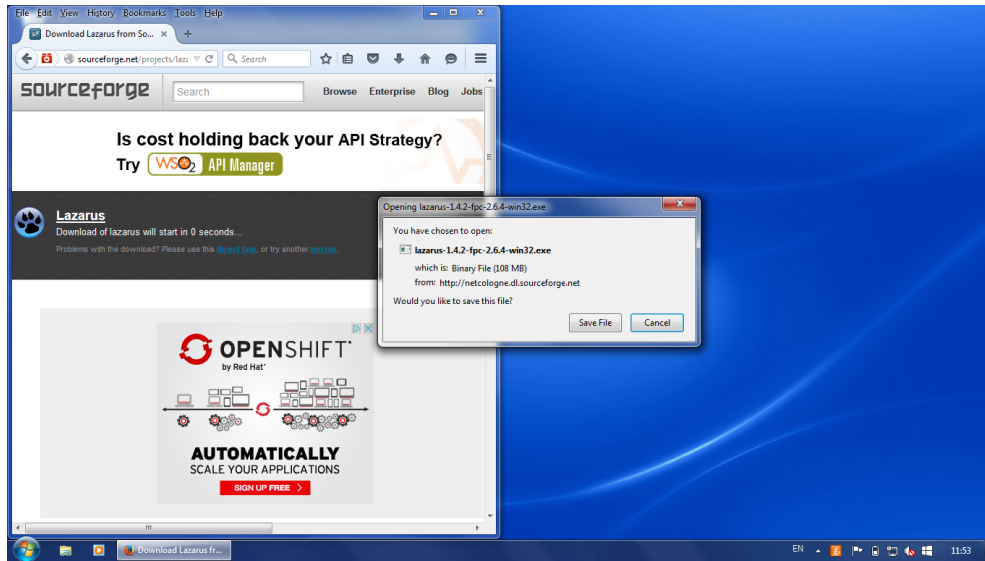 File Edit View History Bookmarks Tools Help
Download Lazarus from So...
sourceforge.net/projects/laza
Search
sourceforge
Search
Browse Enterprise Blog Jobs
Is cost holding back your API Strategy?
Try WSO2 API Manager
Lazarus
Download of lazarus will start in 0 seconds...
Problems with the download? Please use this direct link, or try another mirror.
Opening lazarus-1.4.2-fpc-2.6.4-win32.exe
You have chosen to open:
lazarus-1.4.2-fpc-2.6.4-win32.exe
which is: Binary File (108 MB)
from: http://netcologne.dl.sourceforge.net
Would you like to save this file?
Save File Cancel
OPENSHIFT
by Red Hat
AUTOMATICALLY
SCALE YOUR APPLICATIONS
SIGN UP FREE
Download Lazarus fr...
EN
11:53